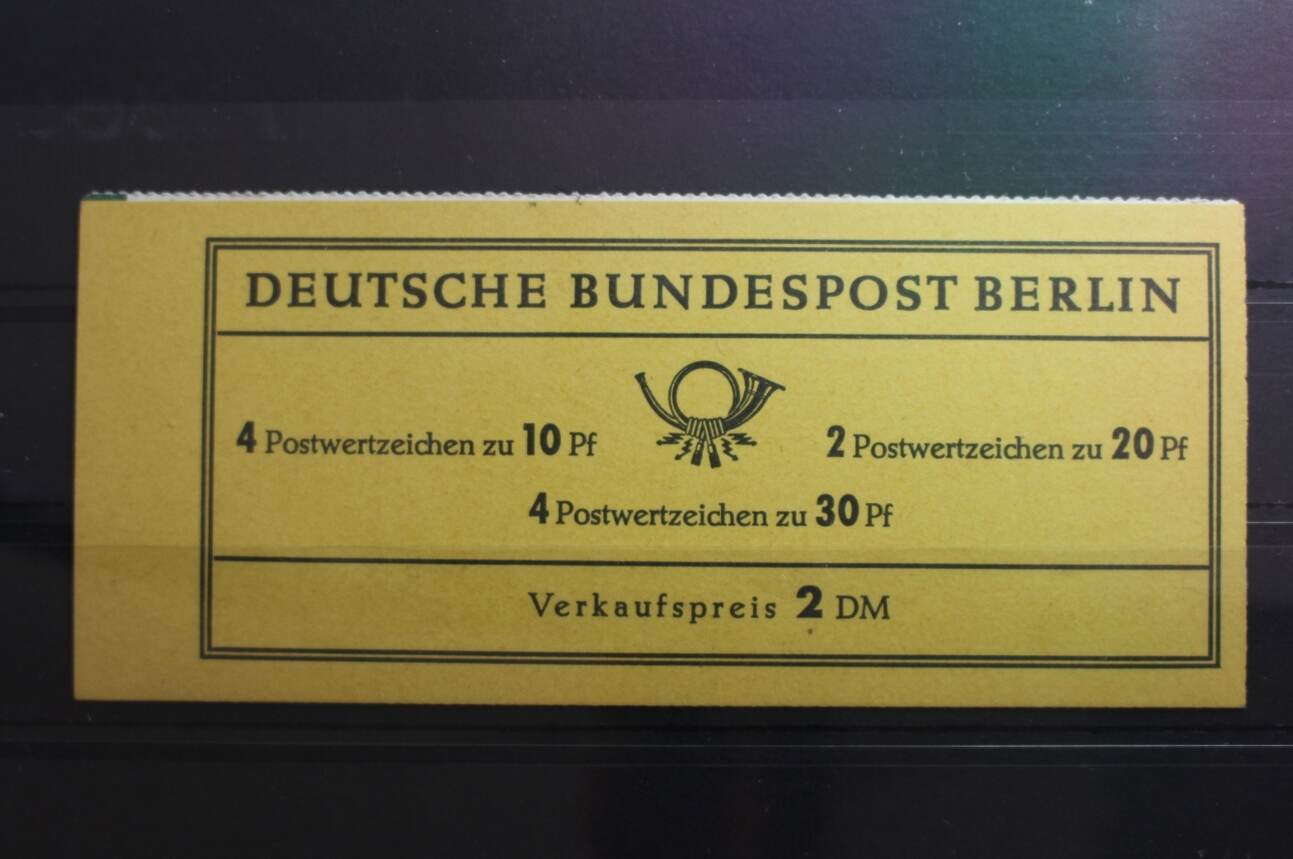 DEUTSCHE BUNDESPOST BERLIN
4 Postwertzeichen zu 10 Pf
2 Postwertzeichen zu 20 Pf
4 Postwertzeichen zu 30 Pf
Verkaufspreis 2 DM